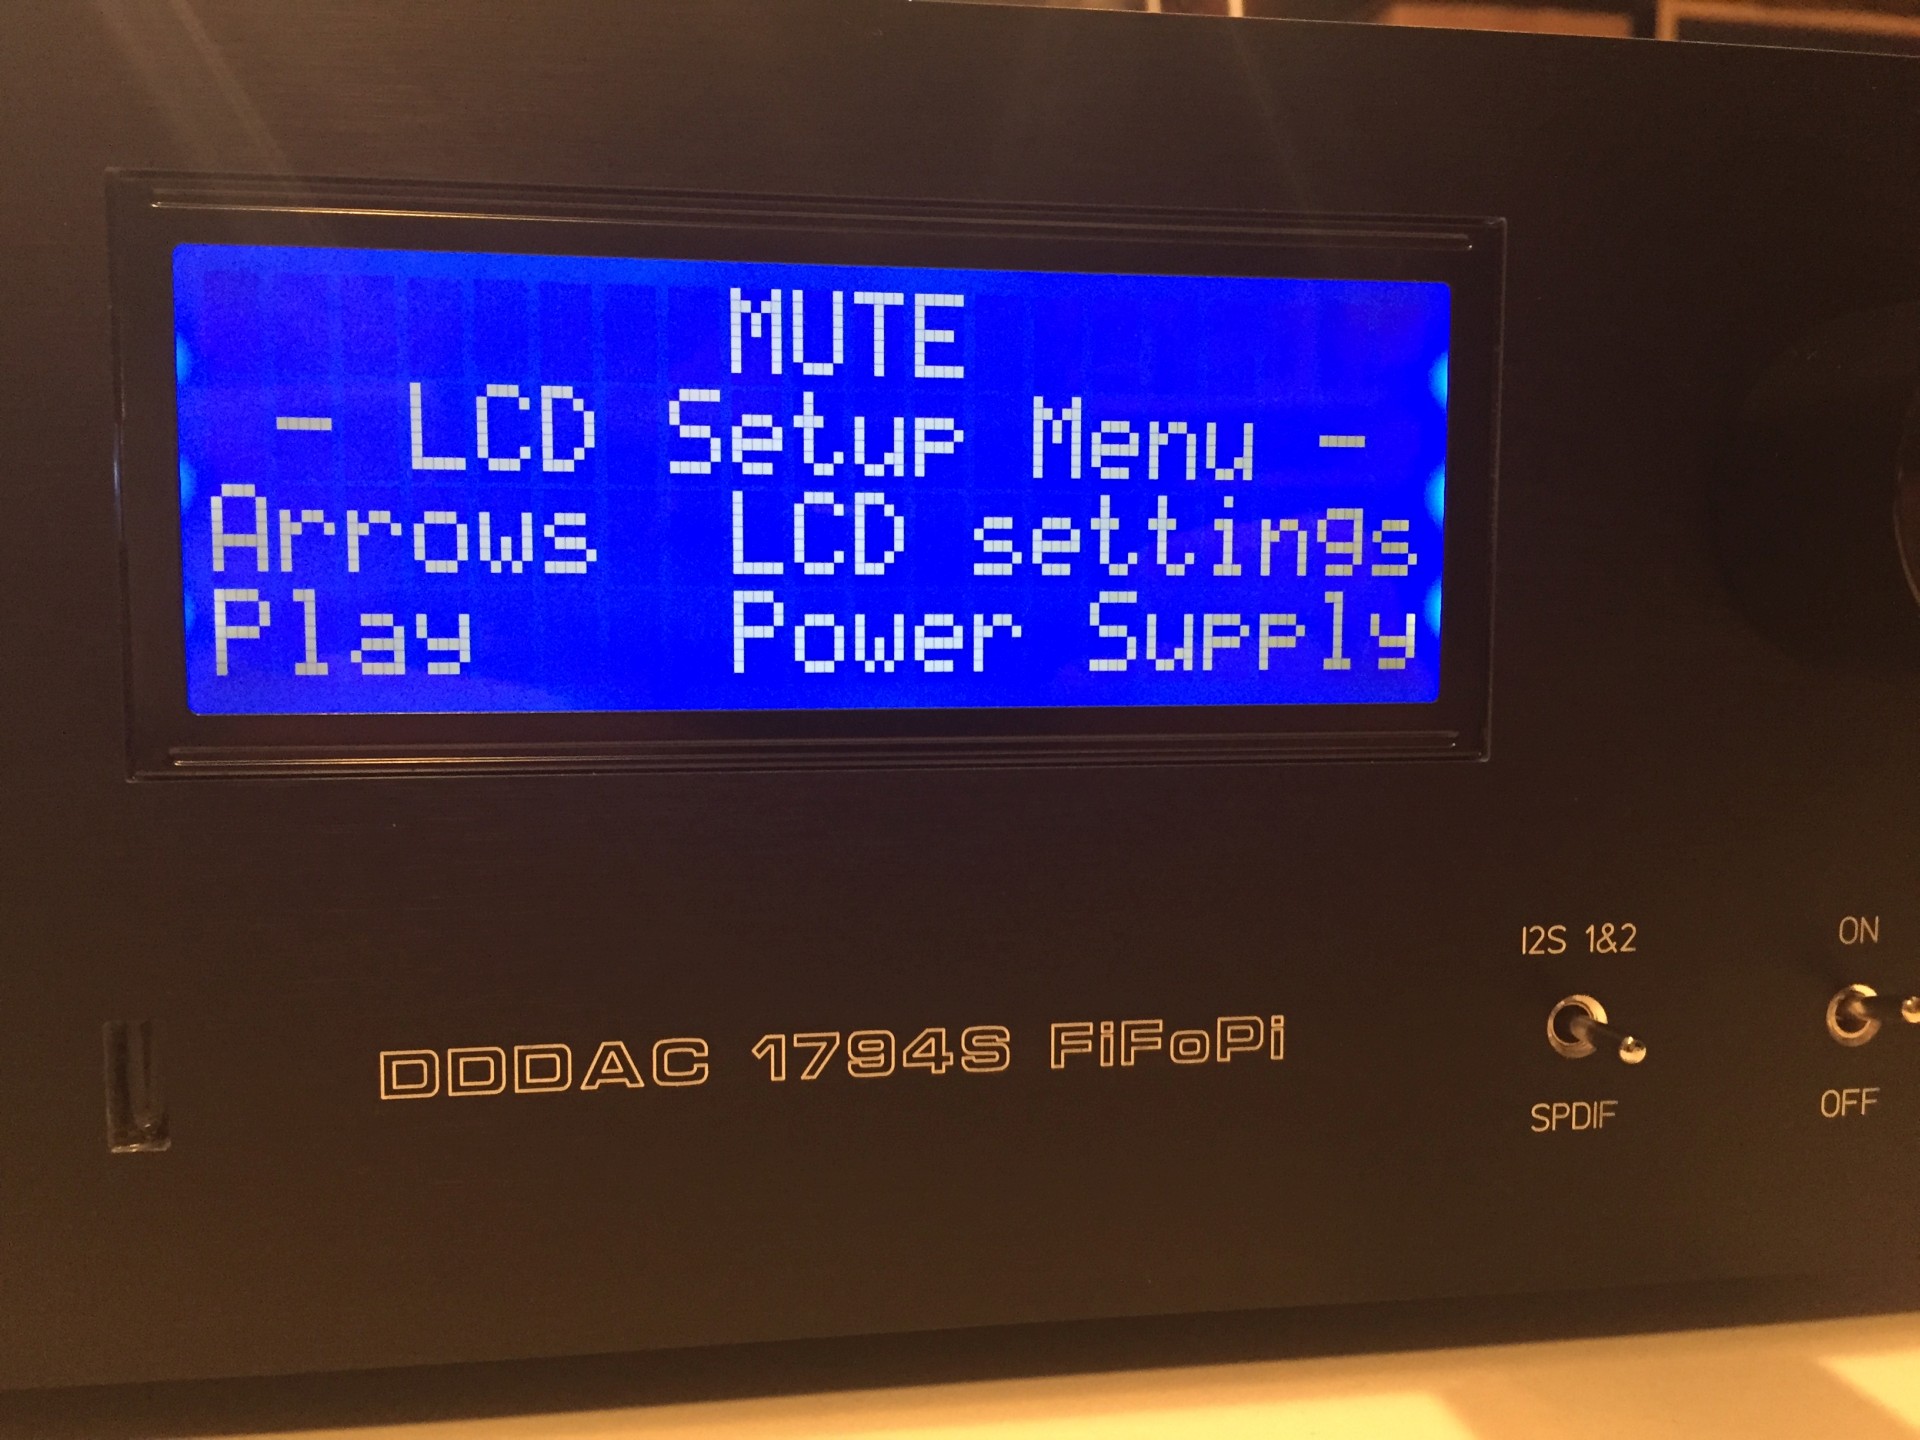 MUTE
- LCD Setup Menu -
Arrows LCD settings
Play Power Supply
DDDAC 1794S FiFoPi
I2S 1&2
SPDIF
ON
OFF